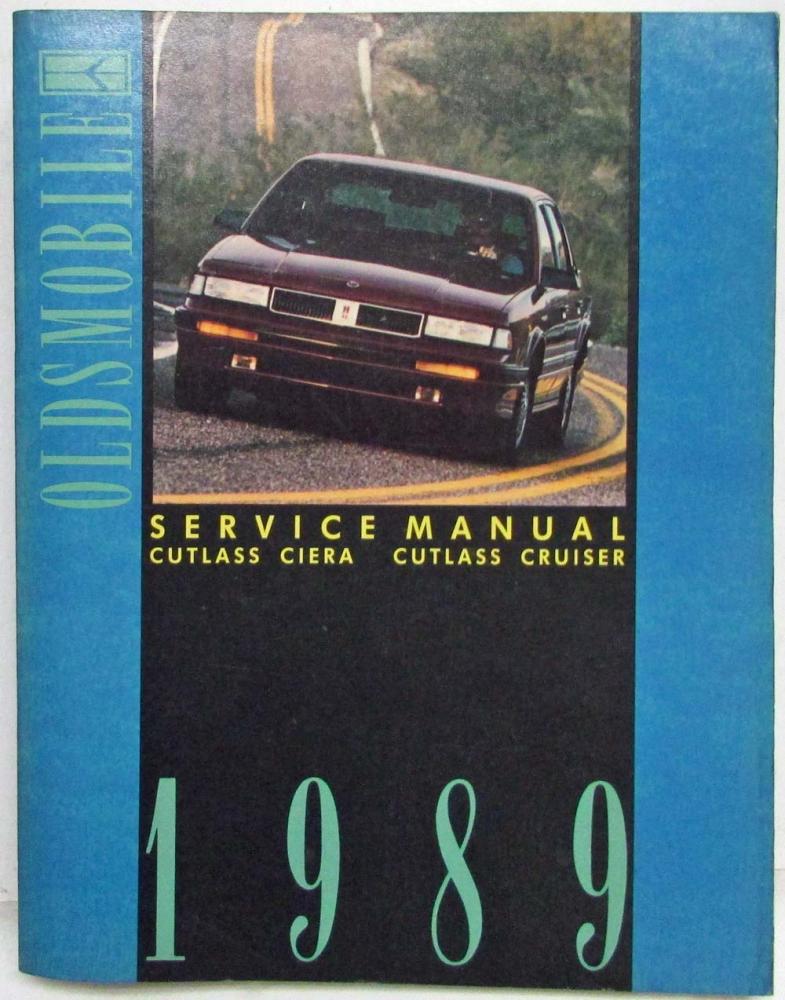 OLDSMOBILE
SERVICE MANUAL
CUTLASS CIERA CUTLASS CRUISER
1989